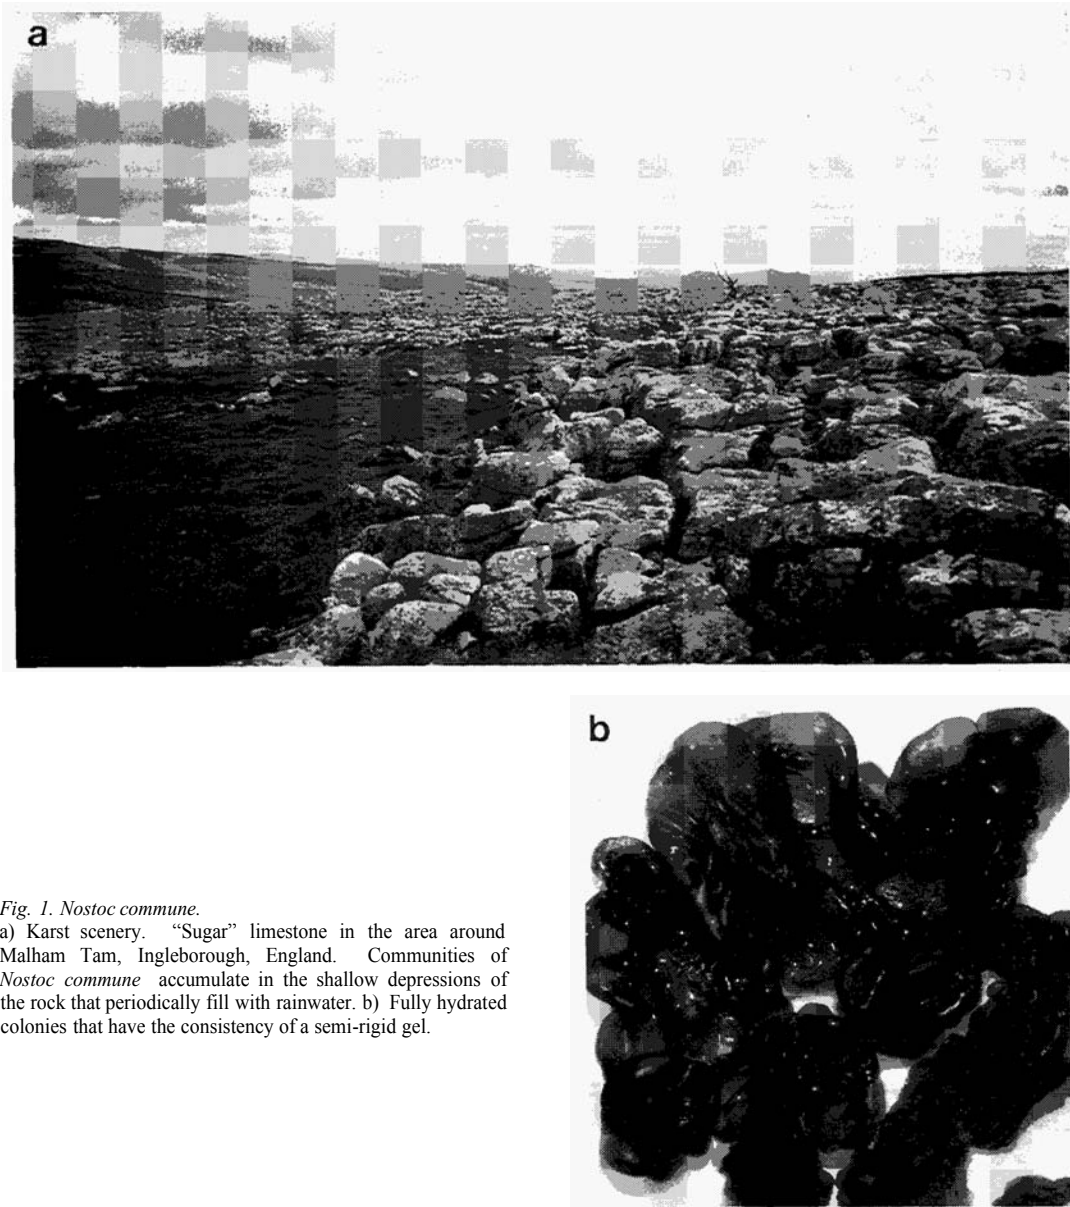 a
b
Fig. 1. Nostoc commune.
a) Karst scenery. “Sugar” limestone in the area around
Malham Tam, Ingleborough, England. Communities of
Nostoc commune accumulate in the shallow depressions of
the rock that periodically fill with rainwater. b) Fully hydrated
colonies that have the consistency of a semi-rigid gel.